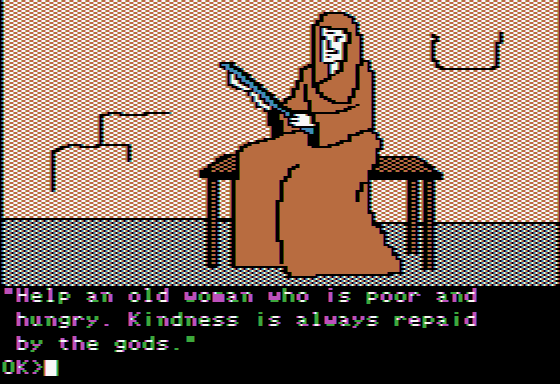 "Help an old woman who is poor and
hungry. Kindness is always repaid
by the gods."
OK>